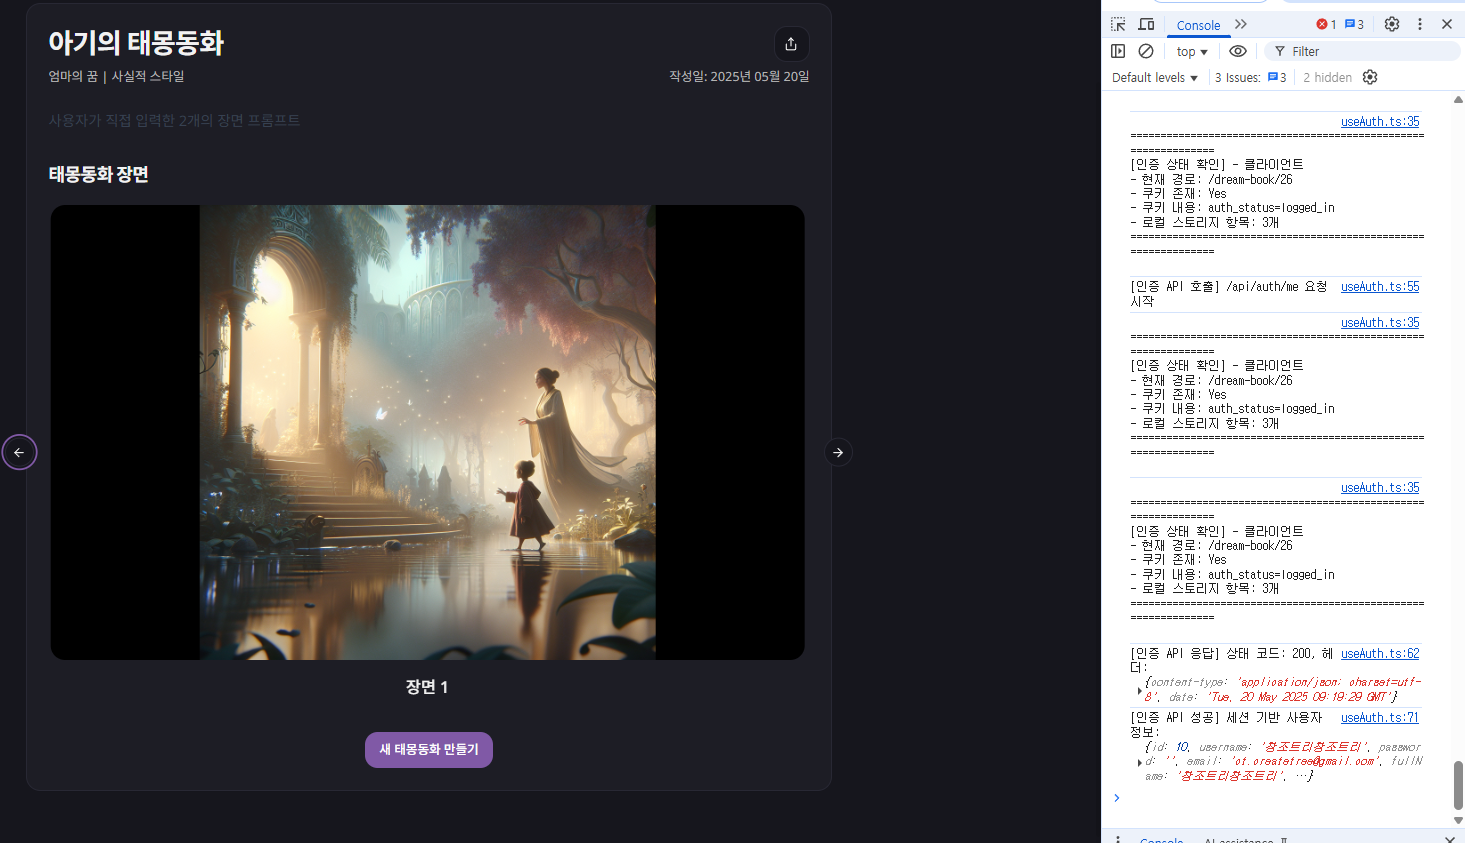 아기의 태몽동화
엄마의 꿈 | 사실적 스타일
작성일: 2025년 05월 20일
사용자가 직접 입력한 2개의 장면 프롬프트
태몽동화 장면
장면 1
새 태몽동화 만들기
Console
1
3
top
Filter
Default levels
3 Issues:
3
2 hidden
useAuth.ts:35
=================================================
==============
[인증 상태 확인] - 클라이언트
- 현재 경로: /dream-book/26
- 쿠키 존재: Yes
- 쿠키 내용: auth_status=logged_in
- 로컬 스토리지 항목: 3개
=================================================
==============
[인증 API 호출] /api/auth/me 요청
useAuth.ts:55
시작
useAuth.ts:35
=================================================
==============
[인증 상태 확인] - 클라이언트
- 현재 경로: /dream-book/26
- 쿠키 존재: Yes
- 쿠키 내용: auth_status=logged_in
- 로컬 스토리지 항목: 3개
=================================================
==============
useAuth.ts:35
=================================================
==============
[인증 상태 확인] - 클라이언트
- 현재 경로: /dream-book/26
- 쿠키 존재: Yes
- 쿠키 내용: auth_status=logged_in
- 로컬 스토리지 항목: 3개
=================================================
==============
[인증 API 응답] 상태 코드: 200, 헤
useAuth.ts:62
더:
{content-type: 'application/json; charset=utf-
8', date: 'Tue, 20 May 2025 09:19:29 GMT'}
[인증 API 성공] 세션 기반 사용자
useAuth.ts:71
정보:
{id: 10, username: '창조트리창조트리', passwor
d: '', email: 'ct.createtree@gmail.com', fullN
ame: '창조트리창조트리', …}
Console
AI assistance